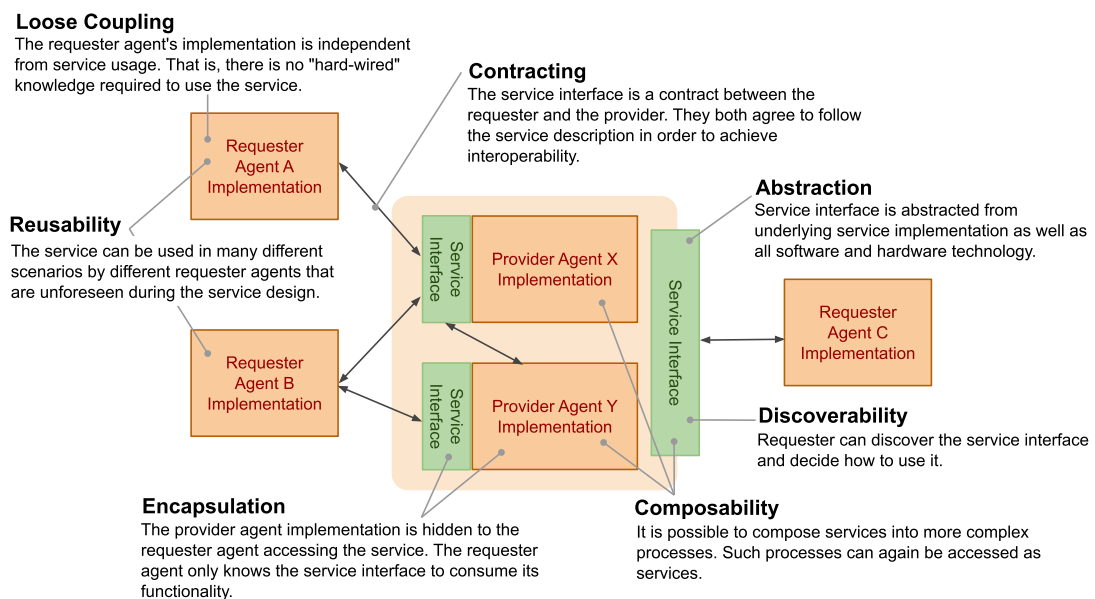 Loose Coupling
The requester agent's implementation is independent
from service usage. That is, there is no "hard-wired"
knowledge required to use the service.
Contracting
The service interface is a contract between the
requester and the provider. They both agree to follow
the service description in order to achieve
interoperability.
Requester
Agent A
Implementation
Abstraction
Service interface is abstracted from
underlying service implementation as well as
all software and hardware technology.
Reusability
The service can be used in many different
scenarios by different requester agents that
are unforeseen during the service design.
Service
Interface
Provider Agent X
Implementation
Service Interface
Requester
Agent C
Implementation
Requester
Agent B
Implementation
Service
Interface
Provider Agent Y
Implementation
Discoverability
Requester can discover the service interface
and decide how to use it.
Encapsulation
The provider agent implementation is hidden to the
requester agent accessing the service. The requester
agent only knows the service interface to consume its
functionality.
Composability
It is possible to compose services into more complex
processes. Such processes can again be accessed as
services.